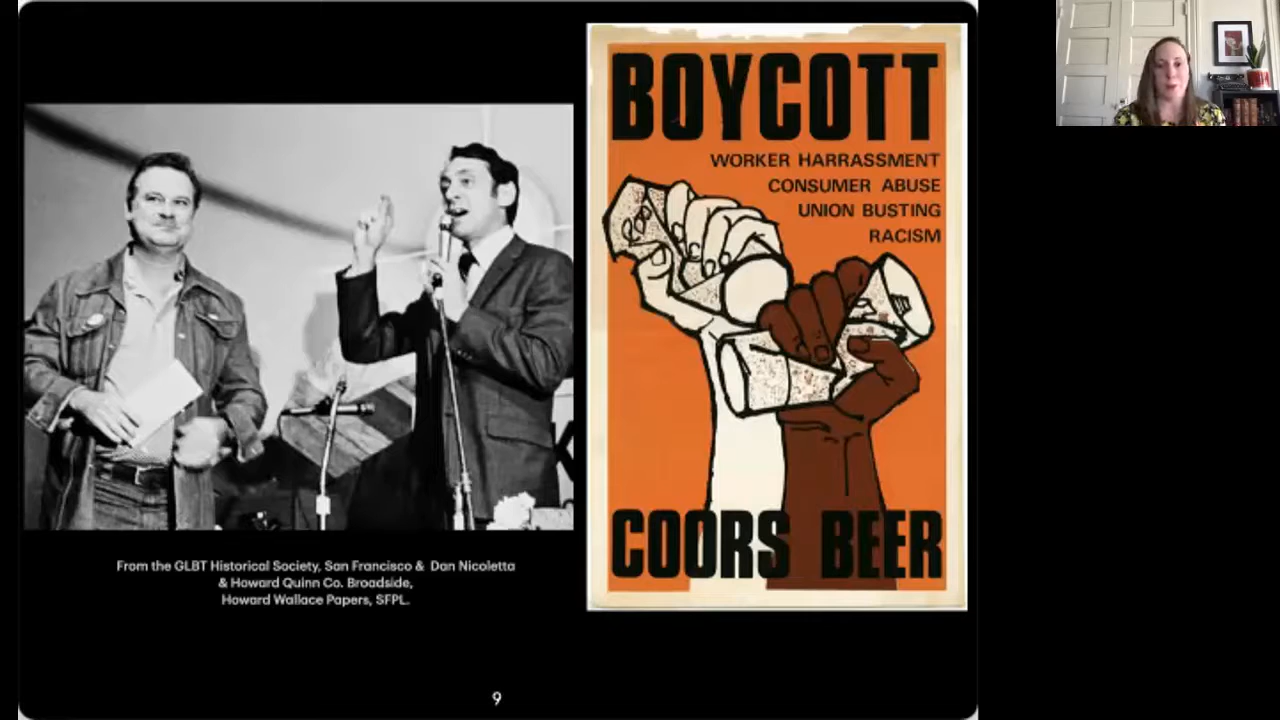 BOYCOTT
WORKER HARRASSMENT
CONSUMER ABUSE
UNION BUSTING
RACISM
COORS BEER
From the GLBT Historical Society, San Francisco & Dan Nicoletta
& Howard Quinn Co. Broadside,
Howard Wallace Papers, SFPL.
9